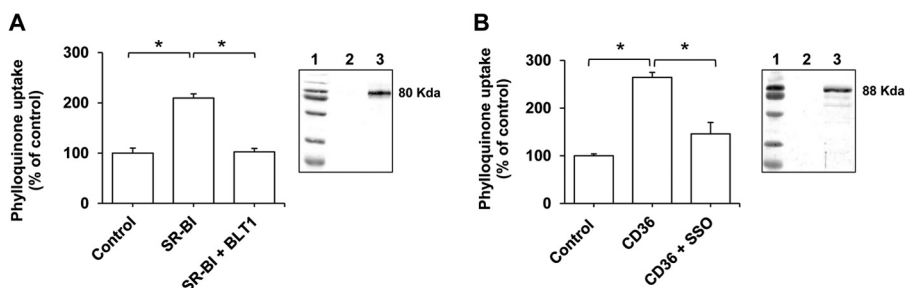 A
Phylloquinone uptake
(% of control)
300
200
100
0
Control
SR-BI
SR-BI + BLT1
*
*
1 2 3
80 Kda
B
Phylloquinone uptake
(% of control)
300
200
100
0
Control
CD36
CD36 + SSO
*
*
1 2 3
88 Kda